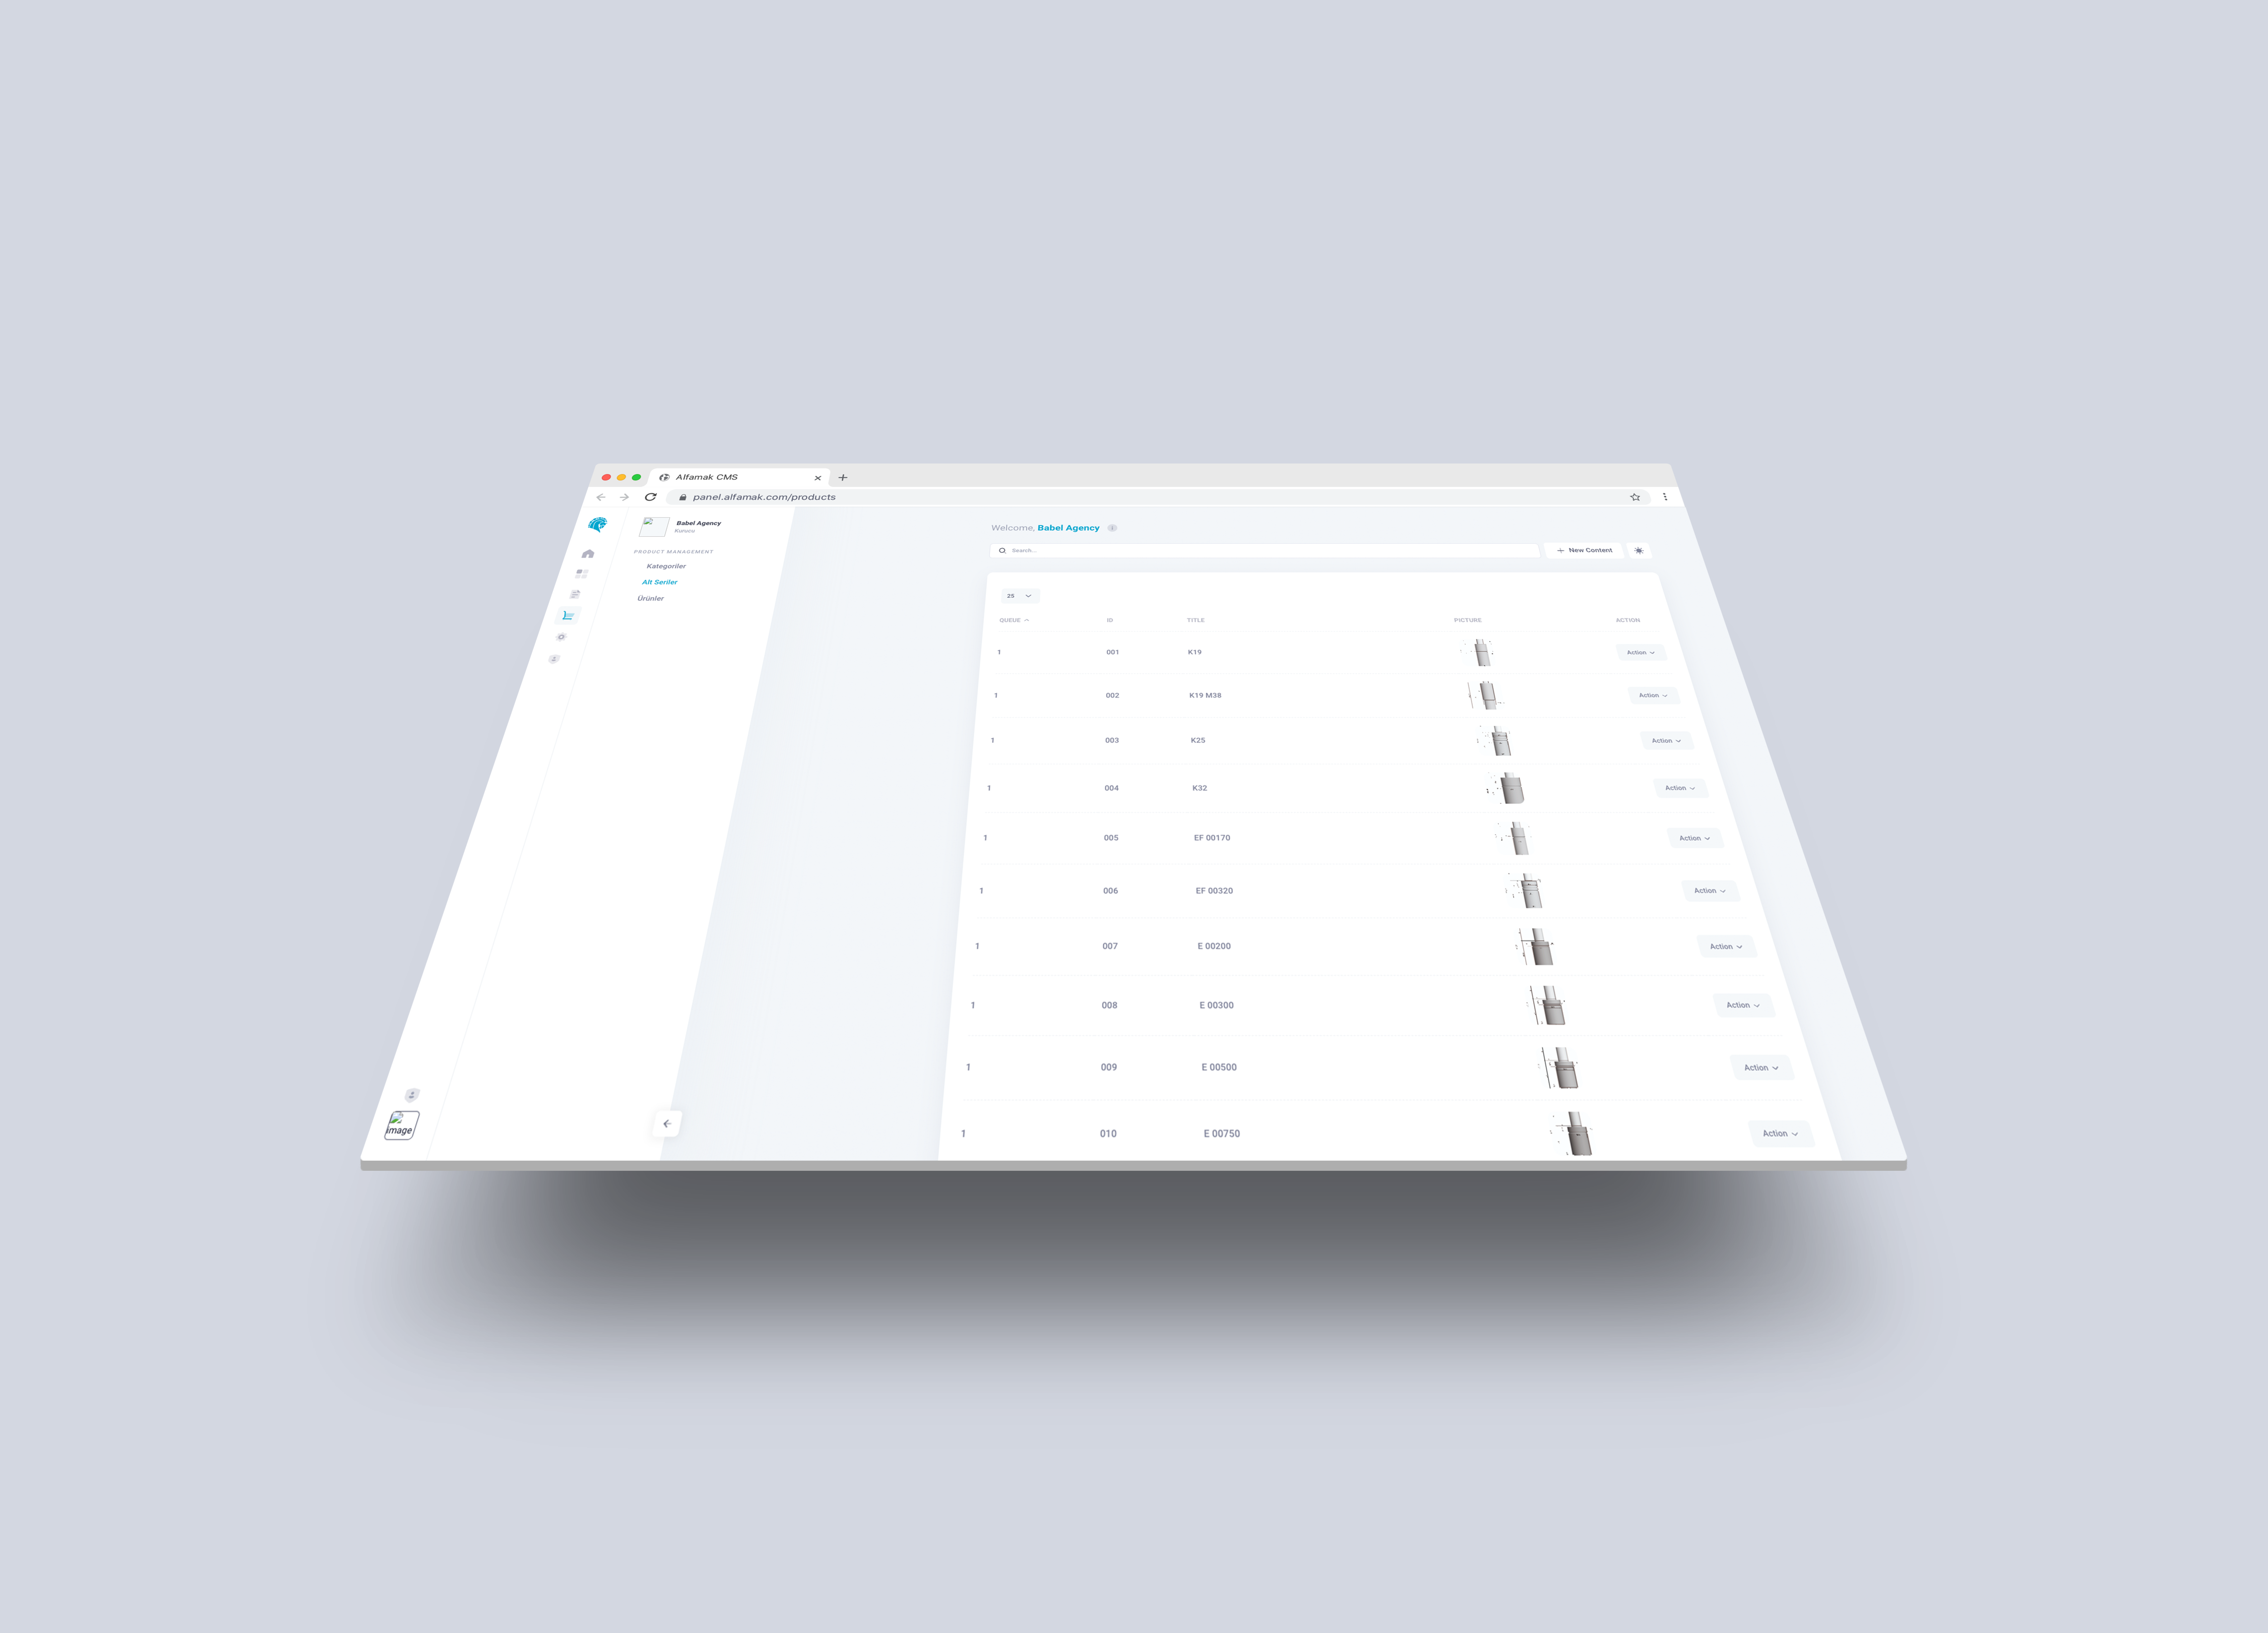 Alfamak CMS
panel.alfamak.com/products
Babel Agency
Kurucu
PRODUCT MANAGEMENT
Kategoriler
Alt Seriler
Ürünler
image
Welcome, Babel Agency
Search...
New Content
25
QUEUE ID TITLE PICTURE ACTION
1 001 K19 Action
1 002 K19 M38 Action
1 003 K25 Action
1 004 K32 Action
1 005 EF 00170 Action
1 006 EF 00320 Action
1 007 E 00200 Action
1 008 E 00300 Action
1 009 E 00500 Action
1 010 E 00750 Action